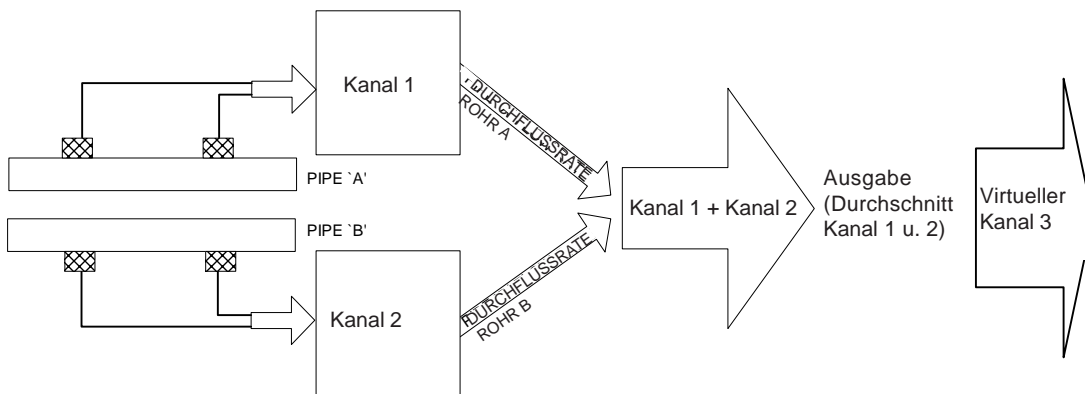 Kanal 1
DURCHFLUSSRATE
ROHR A
PIPE `A'
PIPE `B'
Kanal 2
DURCHFLUSSRATE
ROHR B
Kanal 1 + Kanal 2
Ausgabe
(Durchschnitt
Kanal 1 u. 2)
Virtueller
Kanal 3